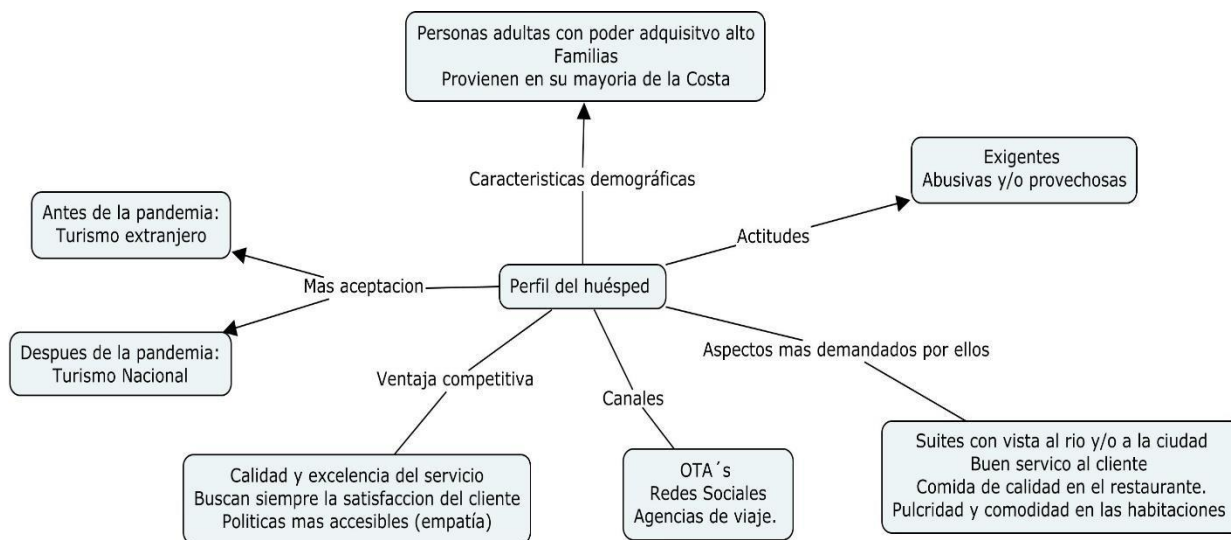 Personas adultas con poder adquisitvo alto
Familias
Provienen en su mayoria de la Costa
Caracteristicas demográficas
Exigentes
Abusivas y/o provechosas
Actitudes
Antes de la pandemia:
Turismo extranjero
Mas aceptacion
Perfil del huésped
Despues de la pandemia:
Turismo Nacional
Aspectos mas demandados por ellos
Ventaja competitiva
Canales
Calidad y excelencia del servicio
Buscan siempre la satisfaccion del cliente
Politicas mas accesibles (empatía)
OTA´s
Redes Sociales
Agencias de viaje.
Suites con vista al rio y/o a la ciudad
Buen servico al cliente
Comida de calidad en el restaurante.
Pulcridad y comodidad en las habitaciones